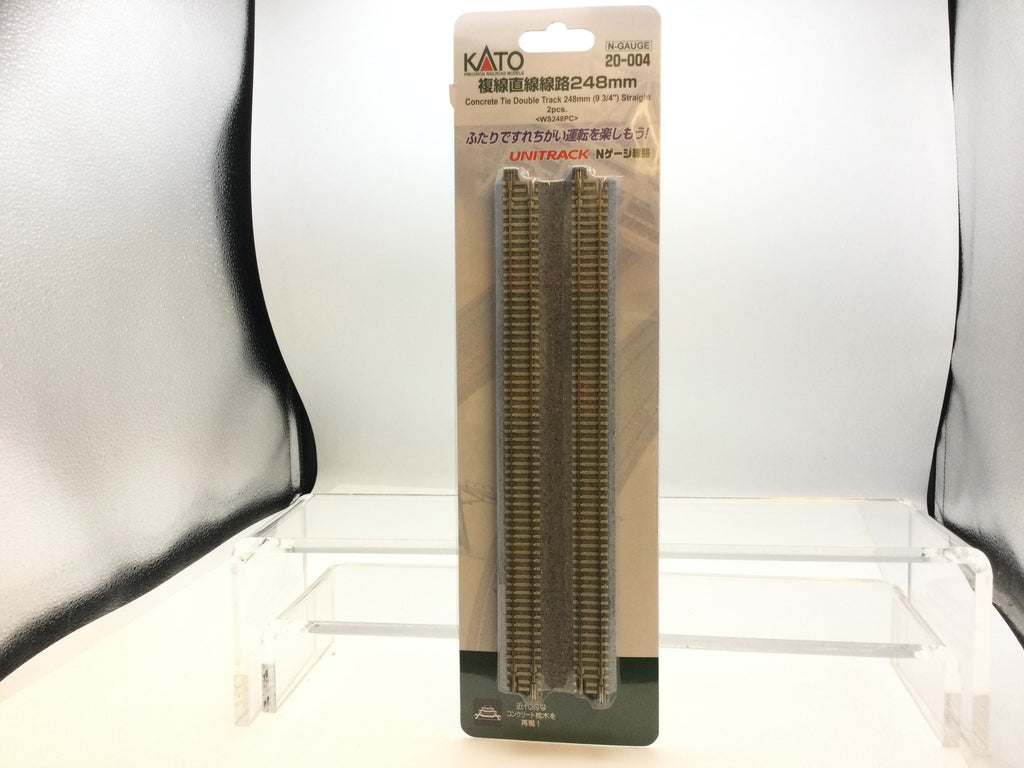 N-GAUGE
KATO 20-004
PRECISION RAILROAD MODELS
複線直線線路248mm
Concrete Tie Double Track 248mm (9 3/4") Straight
2pcs.
<WS248PC>
ふたりですれちがい運転を楽しもう!
UNITRACK Nゲージ線路
近代的な
コンクリート枕木を
再現!